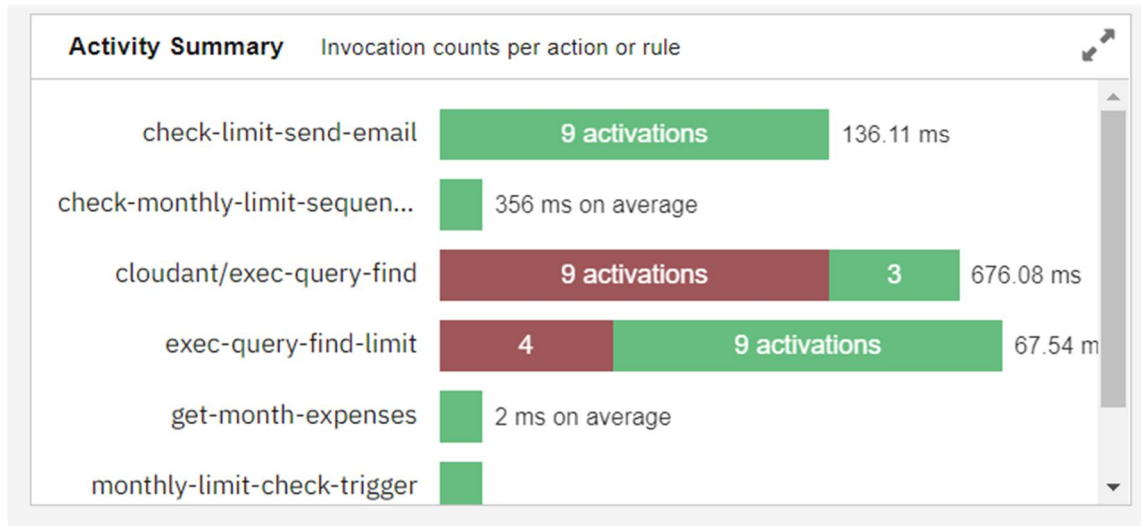 Activity Summary Invocation counts per action or rule
check-limit-send-email 9 activations 136.11 ms
check-monthly-limit-sequen... 356 ms on average
cloudant/exec-query-find 9 activations 3 676.08 ms
exec-query-find-limit 4 9 activations 67.54 m
get-month-expenses 2 ms on average
monthly-limit-check-trigger